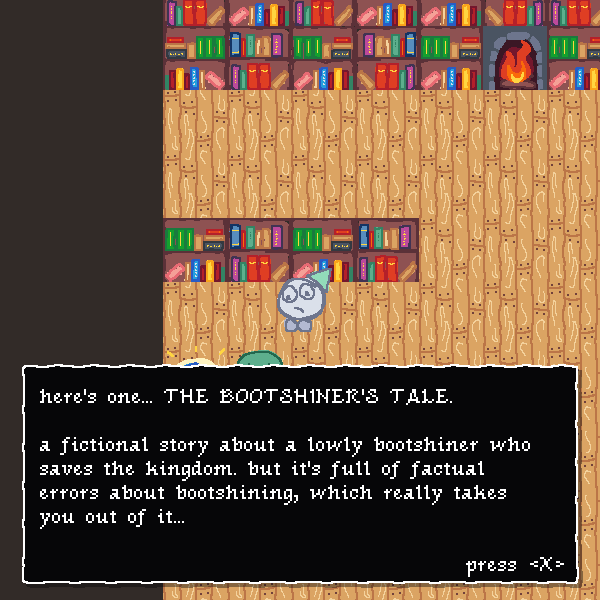 here's one... THE BOOTSHINER'S TALE.
a fictional story about a lowly bootshiner who
saves the kingdom. but it's full of factual
errors about bootshining, which really takes
you out of it...
press <X>